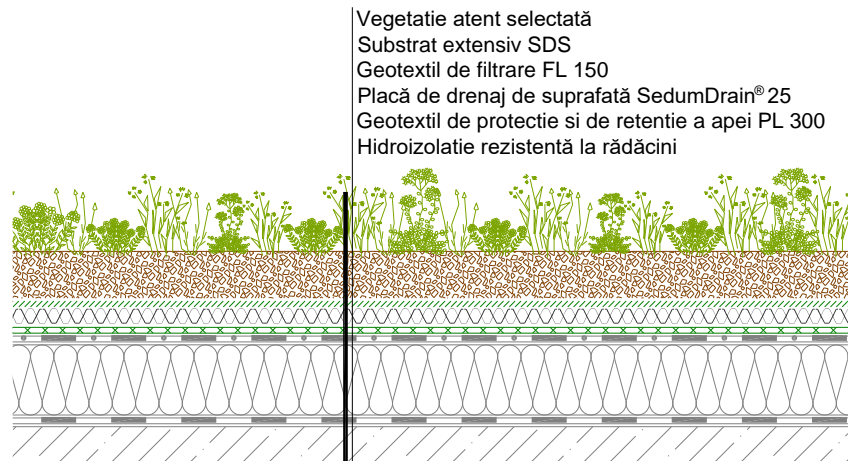 Vegetatie atent selectată
Substrat extensiv SDS
Geotextil de filtrare FL 150
Placă de drenaj de suprafată SedumDrain® 25
Geotextil de protectie si de retentie a apei PL 300
Hidroizolatie rezistentă la rădăcini